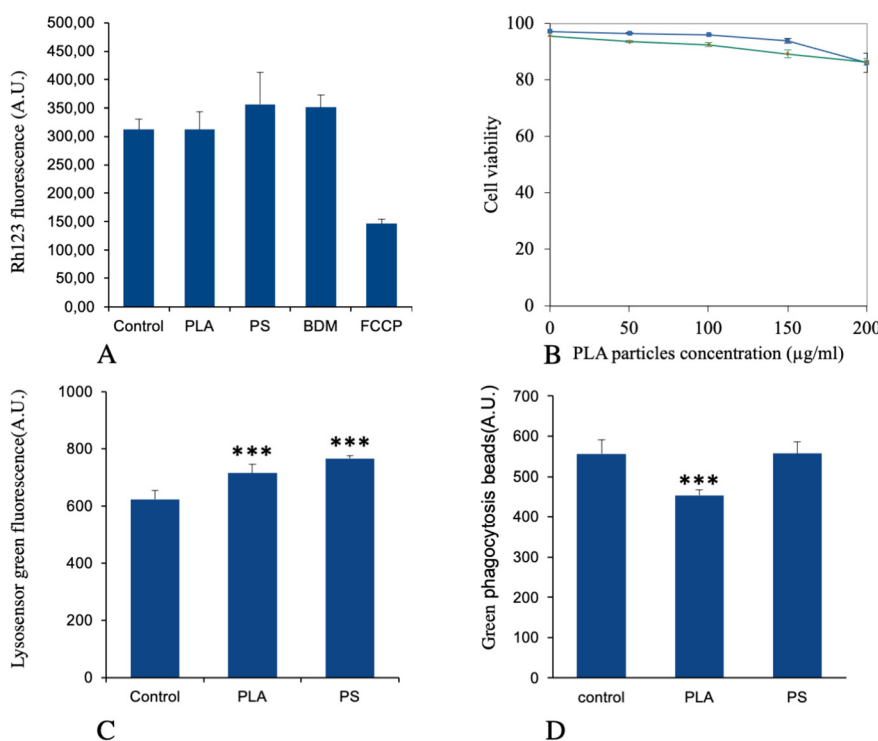 Rh123 fluorescence (A.U.)
500,00
450,00
400,00
350,00
300,00
250,00
200,00
150,00
100,00
50,00
00,00
Control PLA PS BDM FCCP
A
Cell viability
100
80
60
40
20
0
0 50 100 150 200
B PLA particles concentration (µg/ml)
Lysosensor green fluorescence(A.U.)
1000
800
600
400
200
0
*** ***
Control PLA PS
C
Green phagocytosis beads(A.U.)
700
600
500
400
300
200
100
0
***
control PLA PS
D